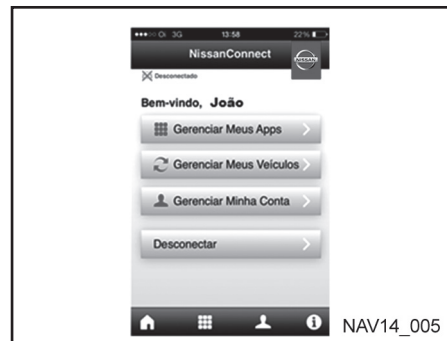 Oi 3G 13:58 22%
NissanConnect
NISSAN
Desconectado
Bem-vindo, João
Gerenciar Meus Apps
Gerenciar Meus Veículos
Gerenciar Minha Conta
Desconectar
NAV14_005